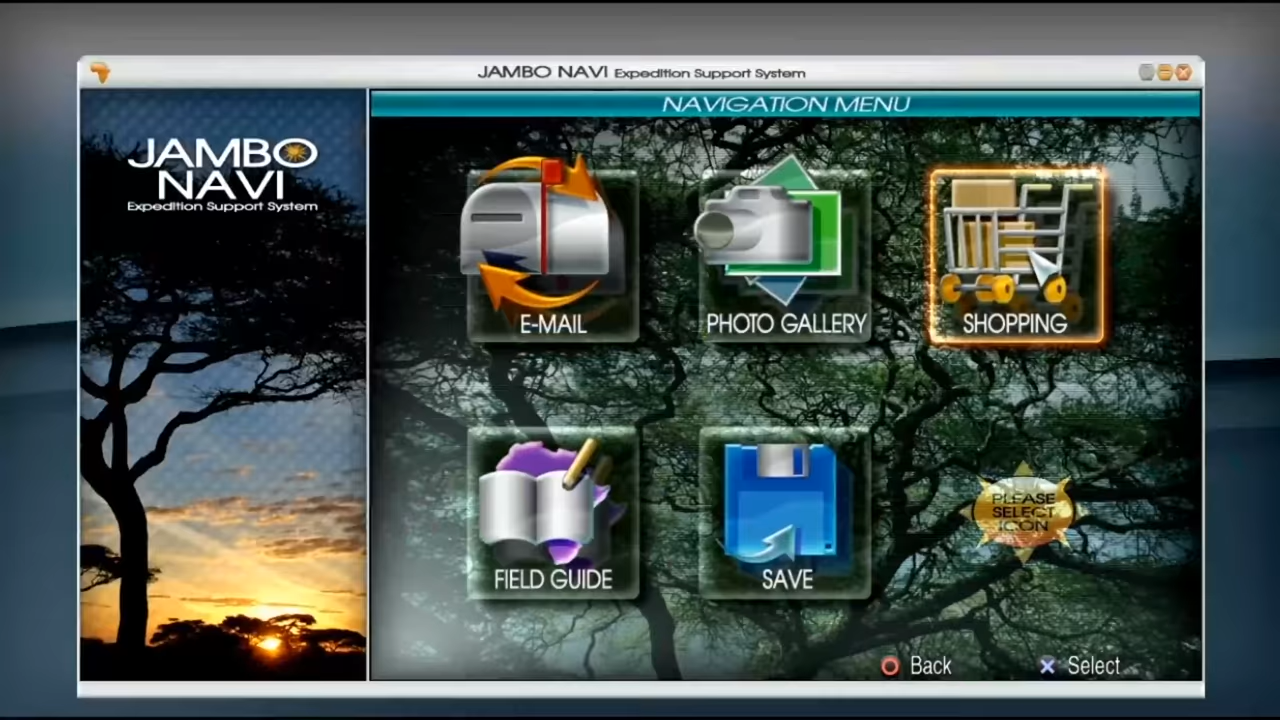 JAMBO NAVI Expedition Support System
NAVIGATION MENU
JAMBO
NAVI
Expedition Support System
E-MAIL
PHOTO GALLERY
SHOPPING
FIELD GUIDE
SAVE
PLEASE
SELECT
ICON
Back
Select